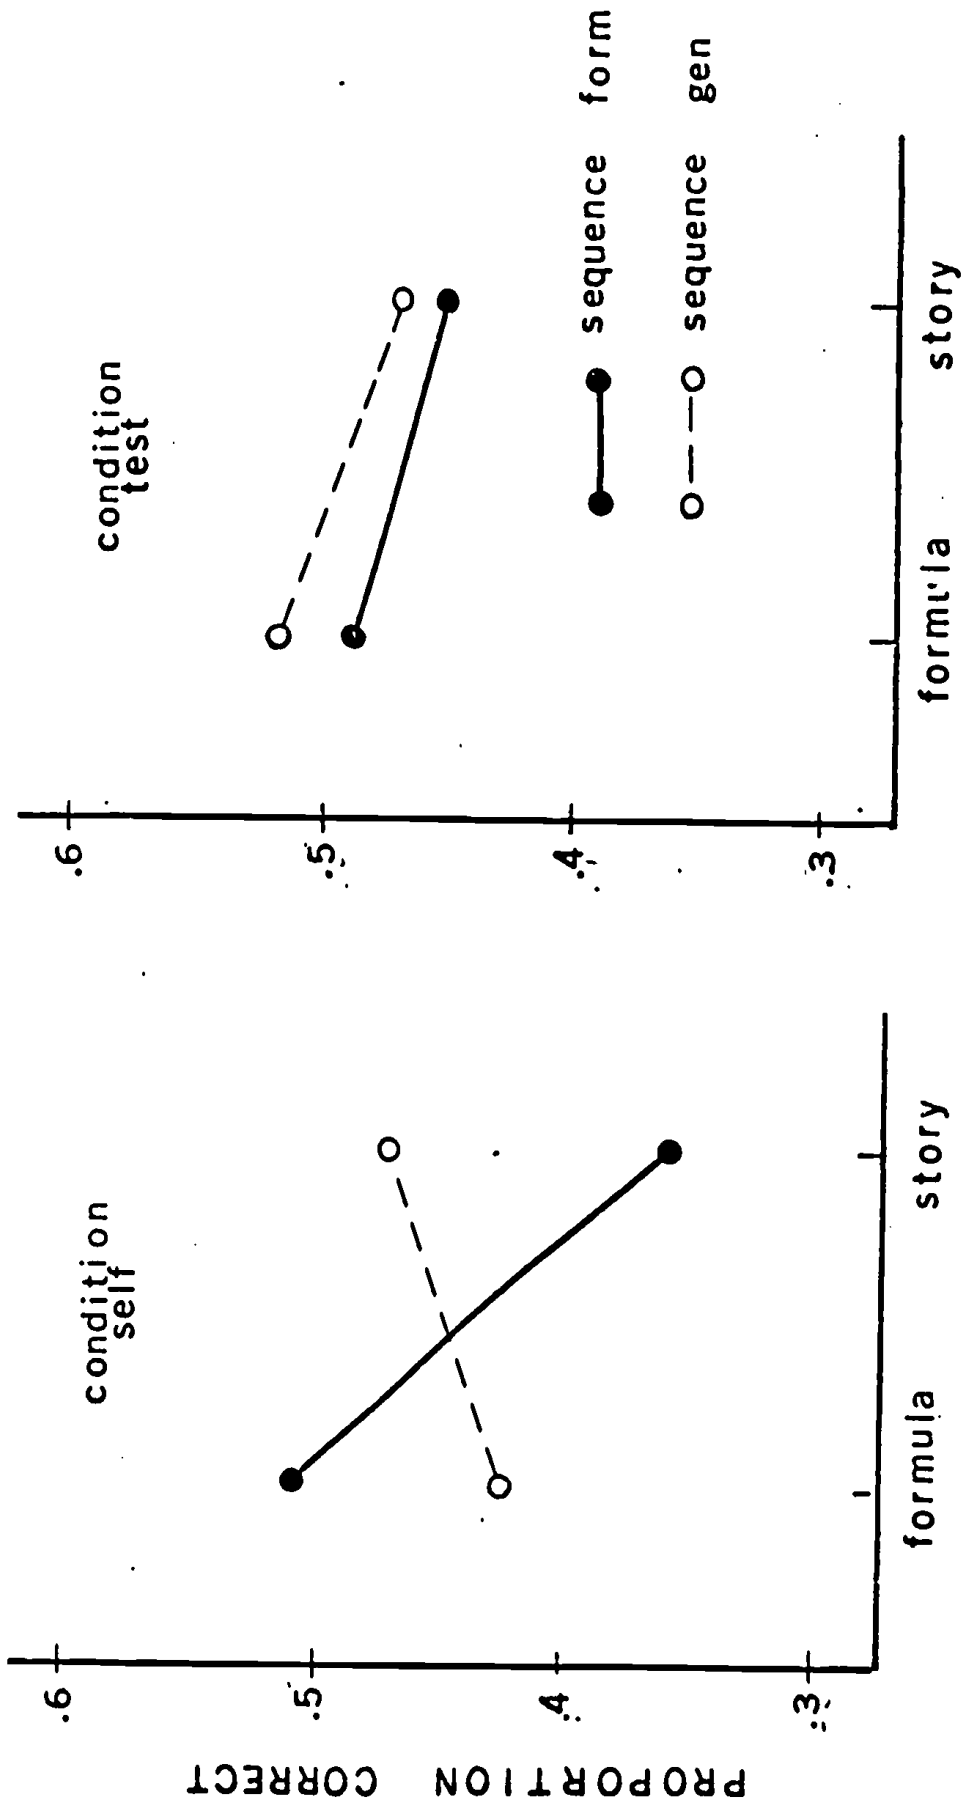 condition
self
.6
.5
.4
.3
PROPORTION CORRECT
formula
story
condition
test
.6
.5
.4
.3
formula
story
sequence form
sequence gen